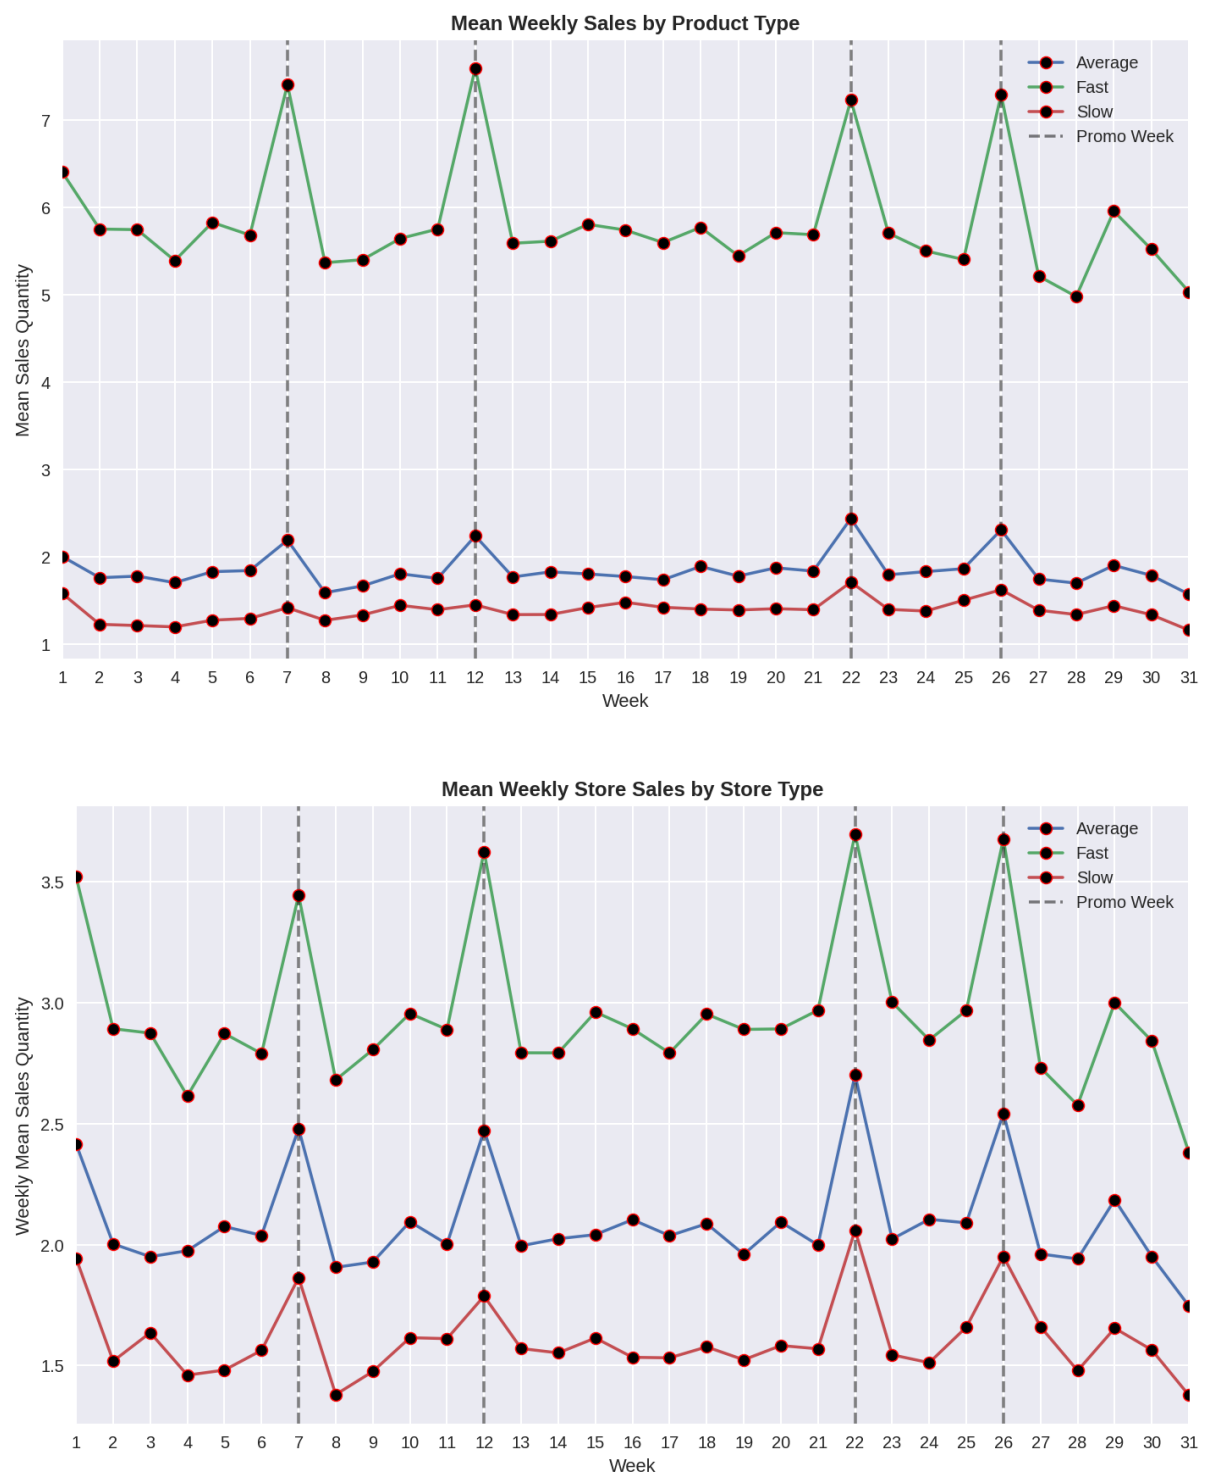 Mean Weekly Sales by Product Type
Average
Fast
Slow
Promo Week
7
6
5
4
3
2
1
Mean Sales Quantity
1 2 3 4 5 6 7 8 9 10 11 12 13 14 15 16 17 18 19 20 21 22 23 24 25 26 27 28 29 30 31
Week
Mean Weekly Store Sales by Store Type
Average
Fast
Slow
Promo Week
3.5
3.0
2.5
2.0
1.5
Weekly Mean Sales Quantity
1 2 3 4 5 6 7 8 9 10 11 12 13 14 15 16 17 18 19 20 21 22 23 24 25 26 27 28 29 30 31
Week